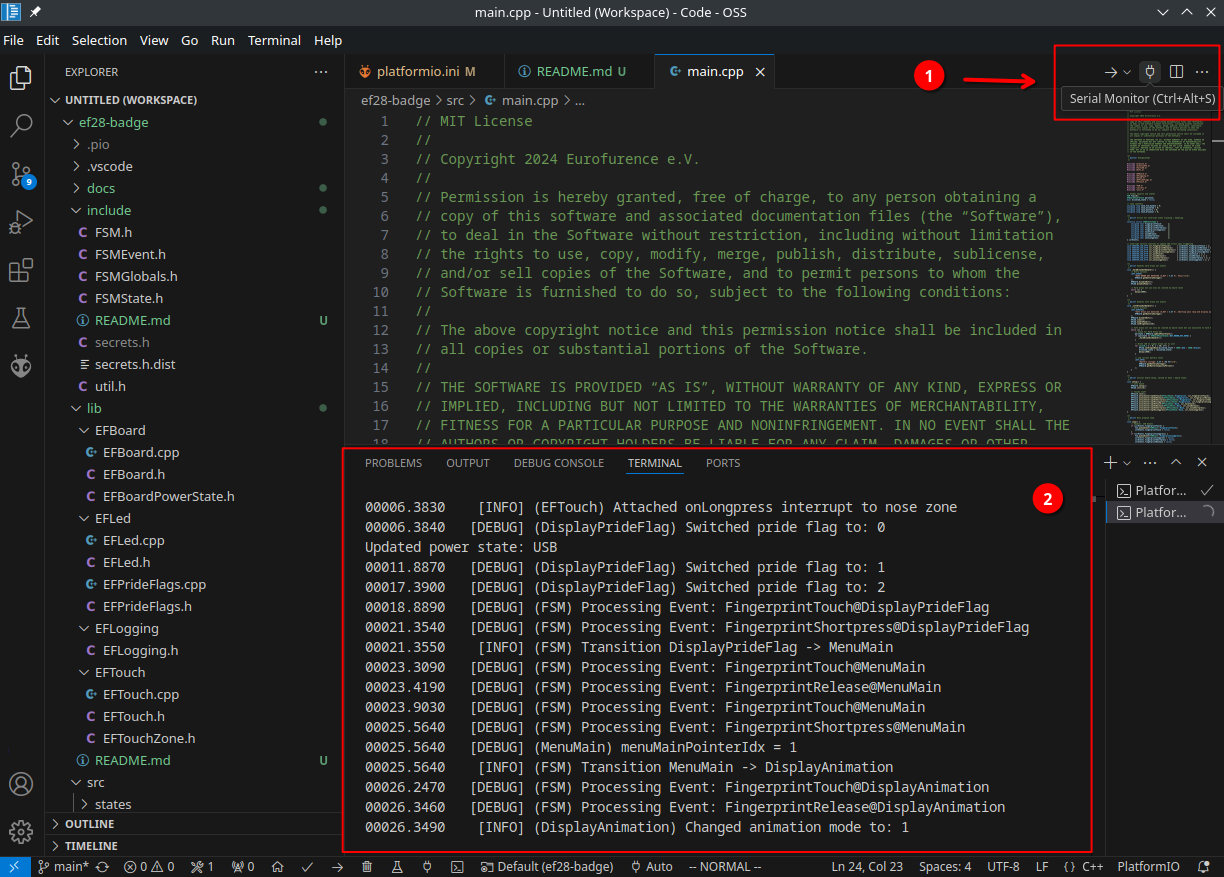 main.cpp - Untitled (Workspace) - Code - OSS
File Edit Selection View Go Run Terminal Help
EXPLORER
UNTITLED (WORKSPACE)
ef28-badge
.pio
.vscode
docs
include
FSM.h
FSMEvent.h
FSMGlobals.h
FSMState.h
README.md U
secrets.h
secrets.h.dist
util.h
lib
EFBoard
EFBoard.cpp
EFBoard.h
EFBoardPowerState.h
EFLed
EFLed.cpp
EFLed.h
EFPrideFlags.cpp
EFPrideFlags.h
EFLogging
EFLogging.h
EFTouch
EFTouch.cpp
EFTouch.h
EFTouchZone.h
README.md U
src
states
OUTLINE
TIMELINE
9
platformio.ini M README.md U main.cpp
1
Serial Monitor (Ctrl+Alt+S)
ef28-badge > src > main.cpp > ...
1 // MIT License
2 //
3 // Copyright 2024 Eurofurence e.V.
4 //
5 // Permission is hereby granted, free of charge, to any person obtaining a
6 // copy of this software and associated documentation files (the “Software”),
7 // to deal in the Software without restriction, including without limitation
8 // the rights to use, copy, modify, merge, publish, distribute, sublicense,
9 // and/or sell copies of the Software, and to permit persons to whom the
10 // Software is furnished to do so, subject to the following conditions:
11 //
12 // The above copyright notice and this permission notice shall be included in
13 // all copies or substantial portions of the Software.
14 //
15 // THE SOFTWARE IS PROVIDED “AS IS”, WITHOUT WARRANTY OF ANY KIND, EXPRESS OR
16 // IMPLIED, INCLUDING BUT NOT LIMITED TO THE WARRANTIES OF MERCHANTABILITY,
17 // FITNESS FOR A PARTICULAR PURPOSE AND NONINFRINGEMENT. IN NO EVENT SHALL THE
18 // AUTHORS OR COPYRIGHT HOLDERS BE LIABLE FOR ANY CLAIM, DAMAGES OR OTHER
PROBLEMS OUTPUT DEBUG CONSOLE TERMINAL PORTS
2
Platfor...
Platfor...
00006.3830 [INFO] (EFTouch) Attached onLongpress interrupt to nose zone
00006.3840 [DEBUG] (DisplayPrideFlag) Switched pride flag to: 0
Updated power state: USB
00011.8870 [DEBUG] (DisplayPrideFlag) Switched pride flag to: 1
00017.3900 [DEBUG] (DisplayPrideFlag) Switched pride flag to: 2
00018.8890 [DEBUG] (FSM) Processing Event: FingerprintTouch@DisplayPrideFlag
00021.3540 [DEBUG] (FSM) Processing Event: FingerprintShortpress@DisplayPrideFlag
00021.3550 [INFO] (FSM) Transition DisplayPrideFlag -> MenuMain
00023.3090 [DEBUG] (FSM) Processing Event: FingerprintTouch@MenuMain
00023.4190 [DEBUG] (FSM) Processing Event: FingerprintRelease@MenuMain
00023.9030 [DEBUG] (FSM) Processing Event: FingerprintTouch@MenuMain
00025.5640 [DEBUG] (FSM) Processing Event: FingerprintShortpress@MenuMain
00025.5640 [DEBUG] (MenuMain) menuMainPointerIdx = 1
00025.5640 [INFO] (FSM) Transition MenuMain -> DisplayAnimation
00026.2470 [DEBUG] (FSM) Processing Event: FingerprintTouch@DisplayAnimation
00026.3460 [DEBUG] (FSM) Processing Event: FingerprintRelease@DisplayAnimation
00026.3490 [INFO] (DisplayAnimation) Changed animation mode to: 1
main* 0 0 1 0 Default (ef28-badge) Auto -- NORMAL -- Ln 24, Col 23 Spaces: 4 UTF-8 LF {} C++ PlatformIO